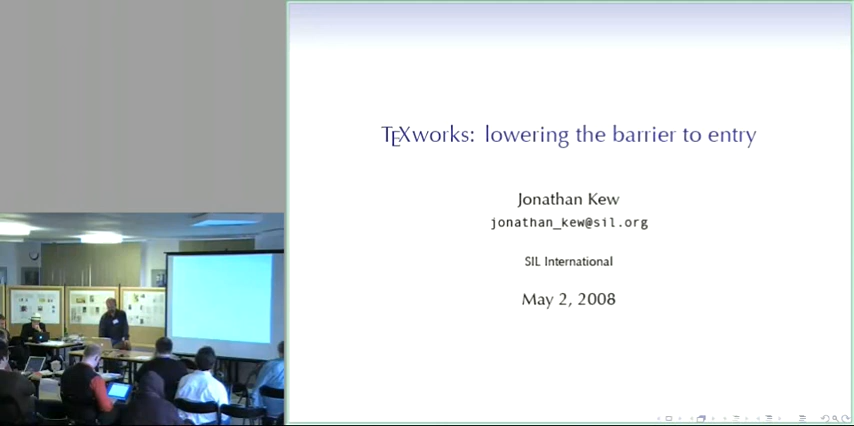 TEXworks: lowering the barrier to entry
Jonathan Kew
jonathan_kew@sil.org
SIL International
May 2, 2008